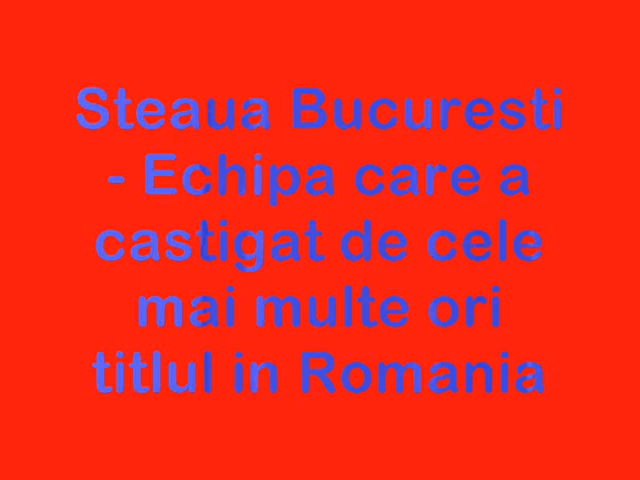 Steaua Bucuresti
- Echipa care a
castigat de cele
mai multe ori
titlul in Romania